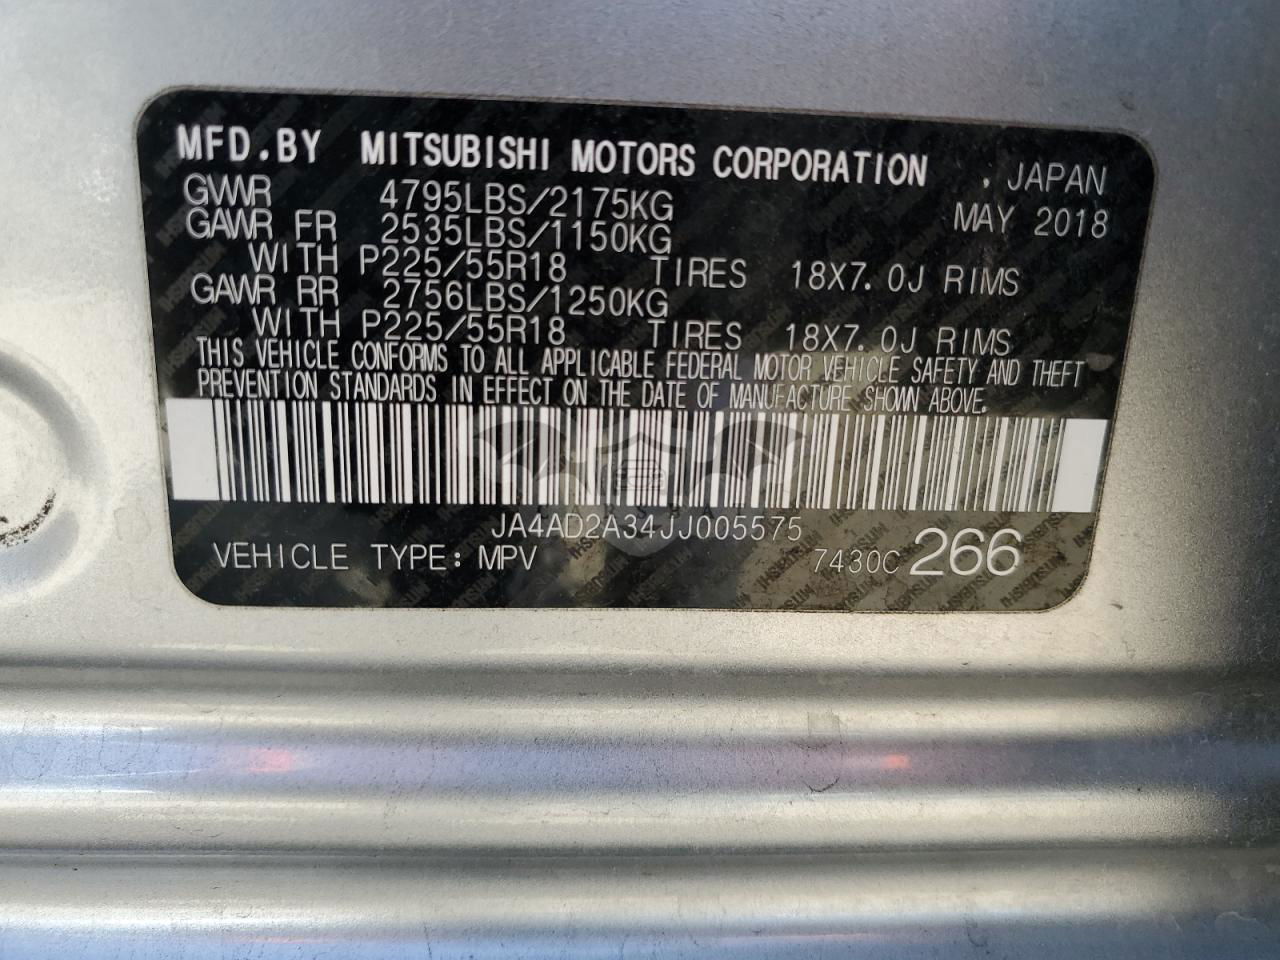 MFD.BY MITSUBISHI MOTORS CORPORATION . JAPAN
GVWR 4795LBS/2175KG MAY 2018
GAWR FR 2535LBS/1150KG
WITH P225/55R18 TIRES 18X7.0J RIMS
GAWR RR 2756LBS/1250KG
WITH P225/55R18 TIRES 18X7.0J RIMS
THIS VEHICLE CONFORMS TO ALL APPLICABLE FEDERAL MOTOR VEHICLE SAFETY AND THEFT
PREVENTION STANDARDS IN EFFECT ON THE DATE OF MANUFACTURE SHOWN ABOVE.
JA4AD2A34JJ005575
VEHICLE TYPE: MPV 7430C 266